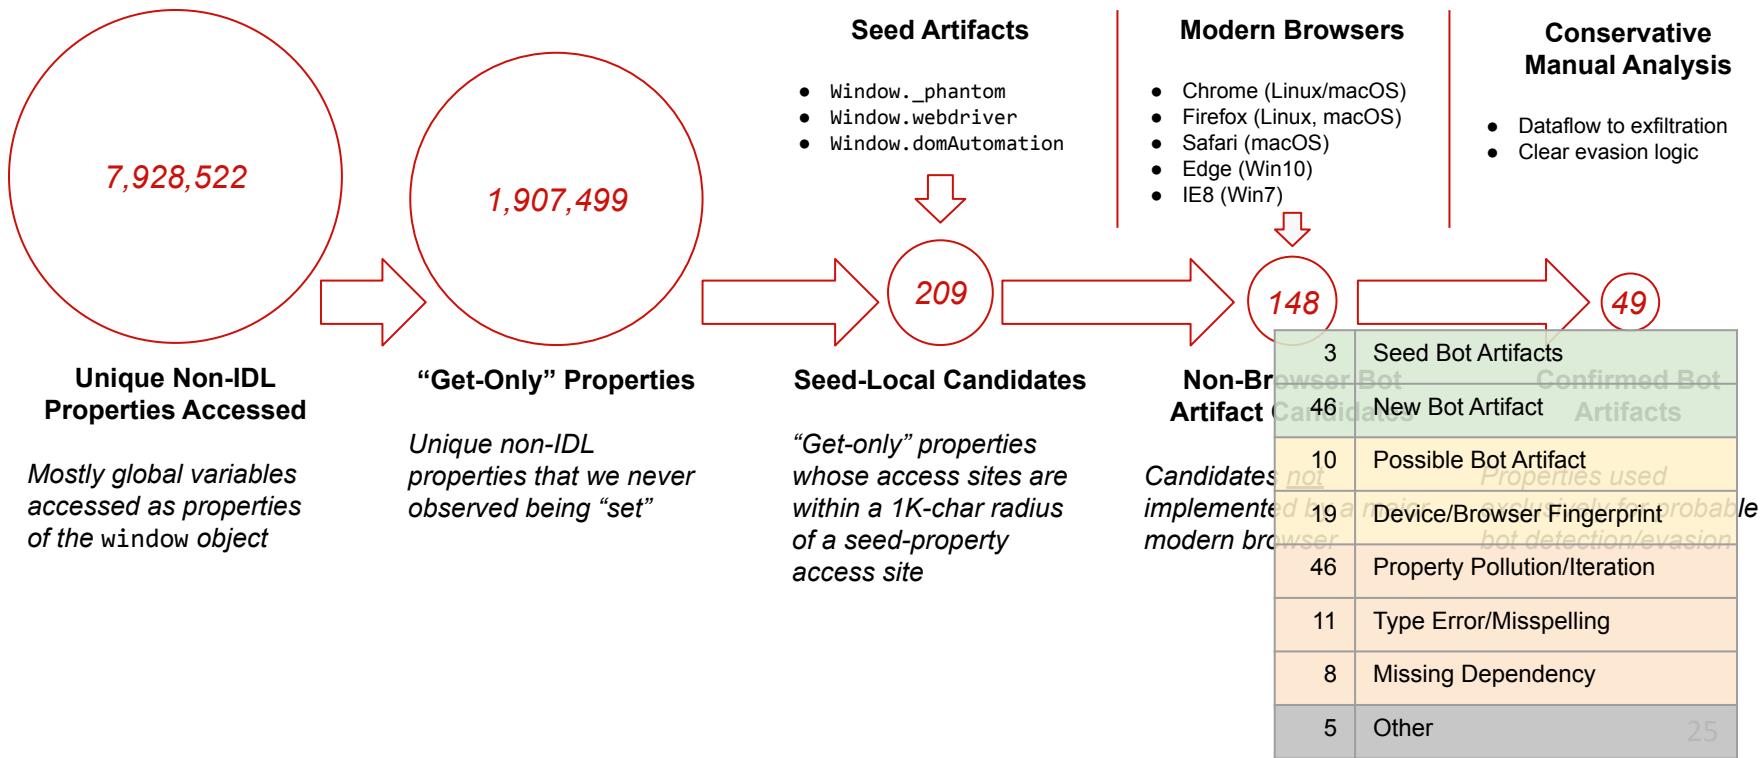 Seed Artifacts
● Window._phantom
● Window.webdriver
● Window.domAutomation
Modern Browsers
● Chrome (Linux/macOS)
● Firefox (Linux, macOS)
● Safari (macOS)
● Edge (Win10)
● IE8 (Win7)
Conservative
Manual Analysis
● Dataflow to exfiltration
● Clear evasion logic
7,928,522
1,907,499
209
148
49
Unique Non-IDL
Properties Accessed
Mostly global variables
accessed as properties
of the window object
“Get-Only” Properties
Unique non-IDL
properties that we never
observed being “set”
Seed-Local Candidates
“Get-only” properties
whose access sites are
within a 1K-char radius
of a seed-property
access site
Non-Browser Bot
Artifact Candidates
Candidates not
implemented by a major
modern browser
Confirmed Bot
Artifacts
Properties used
exclusively for probable
bot detection/evasion
3 Seed Bot Artifacts
46 New Bot Artifact
10 Possible Bot Artifact
19 Device/Browser Fingerprint
46 Property Pollution/Iteration
11 Type Error/Misspelling
8 Missing Dependency
5 Other
25